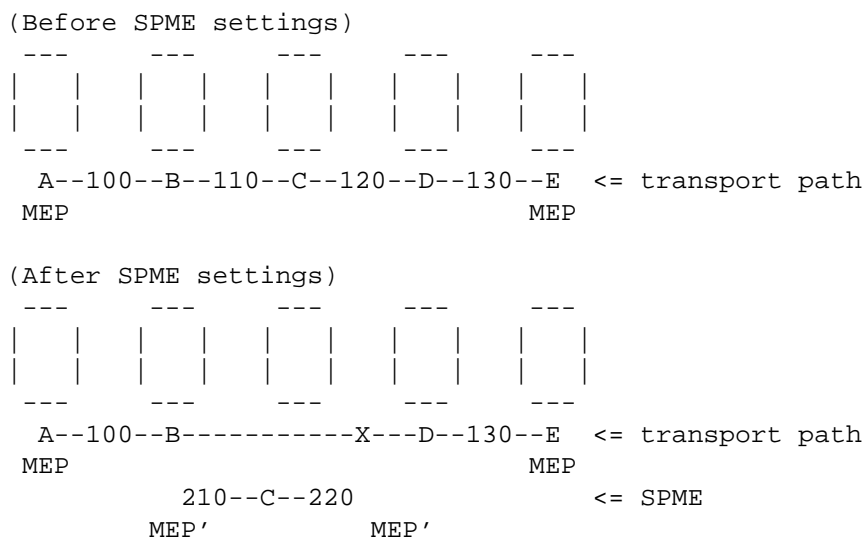 (Before SPME settings)
 ---     ---     ---     ---     ---
|   |   |   |   |   |   |   |   |   |
|   |   |   |   |   |   |   |   |   |
 ---     ---     ---     ---     ---
  A--100--B--110--C--120--D--130--E  <= transport path
 MEP                             MEP
(After SPME settings)
 ---     ---     ---     ---     ---
|   |   |   |   |   |   |   |   |   |
|   |   |   |   |   |   |   |   |   |
 ---     ---     ---     ---     ---
  A--100--B-----------X---D--130--E  <= transport path
 MEP                             MEP
           210--C--220               <= SPME
         MEP’          MEP’